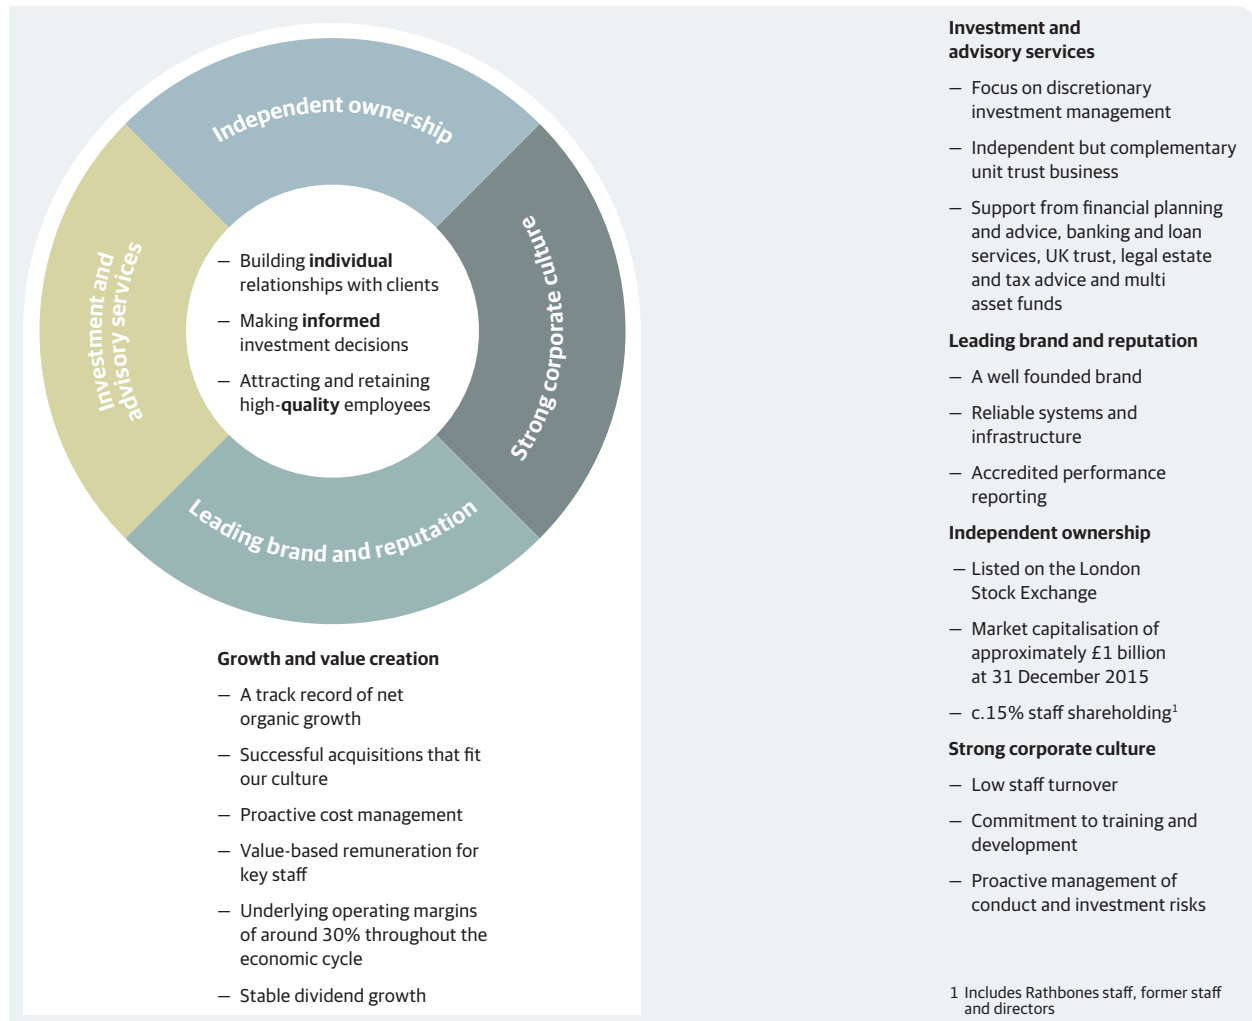 Independent ownership
Investment and
advisory services
Strong corporate culture
Leading brand and reputation
— Building individual
relationships with clients
— Making informed
investment decisions
— Attracting and retaining
high-quality employees
Growth and value creation
— A track record of net
organic growth
— Successful acquisitions that fit
our culture
— Proactive cost management
— Value-based remuneration for
key staff
— Underlying operating margins
of around 30% throughout the
economic cycle
— Stable dividend growth
Investment and
advisory services
— Focus on discretionary
investment management
— Independent but complementary
unit trust business
— Support from financial planning
and advice, banking and loan
services, UK trust, legal estate
and tax advice and multi
asset funds
Leading brand and reputation
— A well founded brand
— Reliable systems and
infrastructure
— Accredited performance
reporting
Independent ownership
— Listed on the London
Stock Exchange
— Market capitalisation of
approximately £1 billion
at 31 December 2015
— c.15% staff shareholding¹
Strong corporate culture
— Low staff turnover
— Commitment to training and
development
— Proactive management of
conduct and investment risks
1 Includes Rathbones staff, former staff
and directors